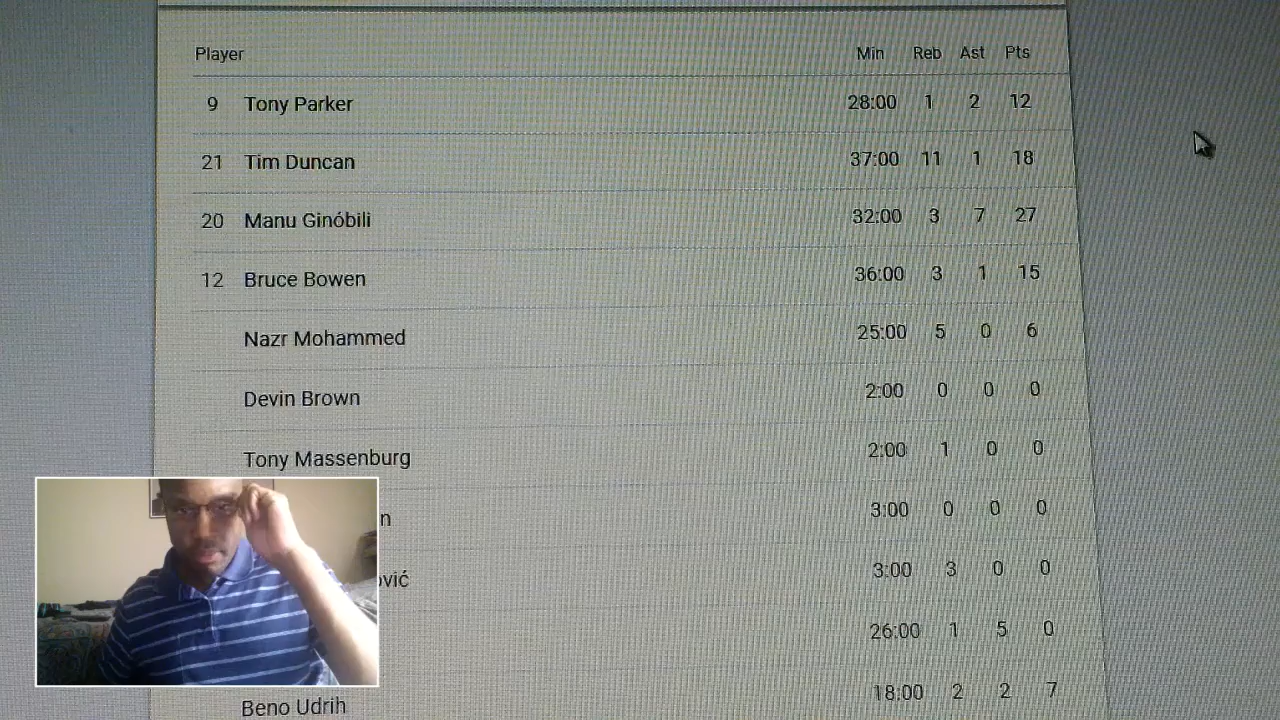 Player Min Reb Ast Pts
9 Tony Parker 28:00 1 2 12
21 Tim Duncan 37:00 11 1 18
20 Manu Ginóbili 32:00 3 7 27
12 Bruce Bowen 36:00 3 1 15
Nazr Mohammed 25:00 5 0 6
Devin Brown 2:00 0 0 0
Tony Massenburg 2:00 1 0 0
n 3:00 0 0 0
ović 3:00 3 0 0
26:00 1 5 0
Beno Udrih 18:00 2 2 7